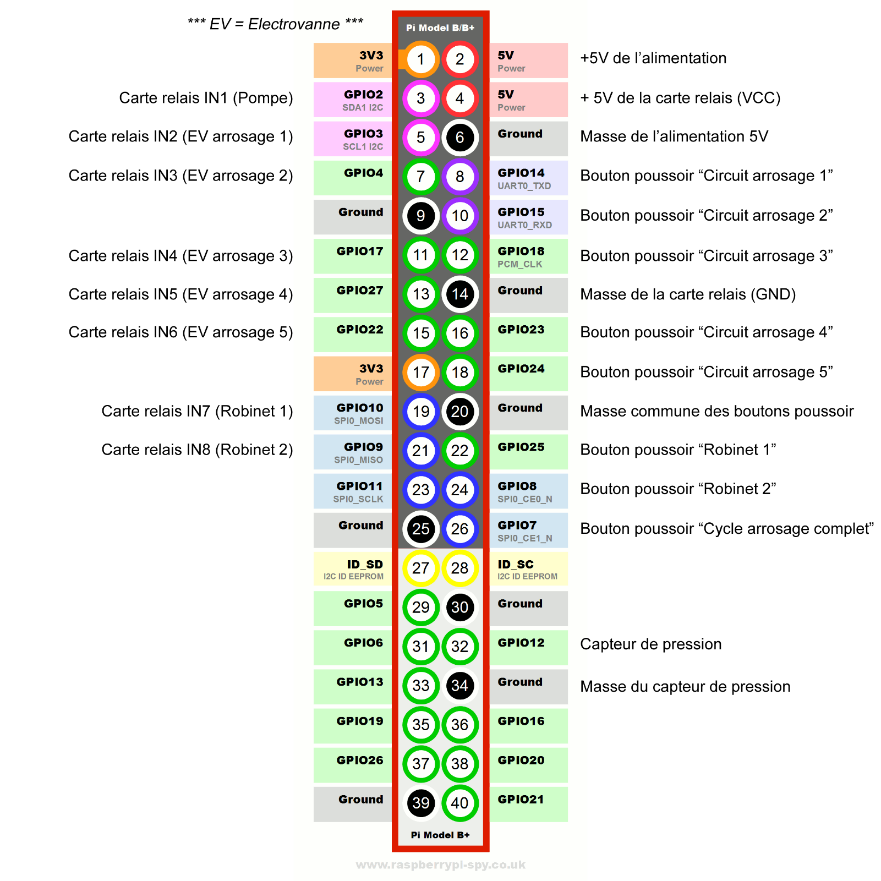 *** EV = Electrovanne ***
Pi Model B/B+
3V3 Power 1 2 5V Power +5V de l'alimentation
Carte relais IN1 (Pompe) GPIO2 SDA1 I2C 3 4 5V Power + 5V de la carte relais (VCC)
Carte relais IN2 (EV arrosage 1) GPIO3 SCL1 I2C 5 6 Ground Masse de l'alimentation 5V
Carte relais IN3 (EV arrosage 2) GPIO4 7 8 GPIO14 UART0_TXD Bouton poussoir “Circuit arrosage 1”
Ground 9 10 GPIO15 UART0_RXD Bouton poussoir “Circuit arrosage 2”
Carte relais IN4 (EV arrosage 3) GPIO17 11 12 GPIO18 PCM_CLK Bouton poussoir “Circuit arrosage 3”
Carte relais IN5 (EV arrosage 4) GPIO27 13 14 Ground Masse de la carte relais (GND)
Carte relais IN6 (EV arrosage 5) GPIO22 15 16 GPIO23 Bouton poussoir “Circuit arrosage 4”
3V3 Power 17 18 GPIO24 Bouton poussoir “Circuit arrosage 5”
Carte relais IN7 (Robinet 1) GPIO10 SPI0_MOSI 19 20 Ground Masse commune des boutons poussoir
Carte relais IN8 (Robinet 2) GPIO9 SPI0_MISO 21 22 GPIO25 Bouton poussoir “Robinet 1”
GPIO11 SPI0_SCLK 23 24 GPIO8 SPI0_CE0_N Bouton poussoir “Robinet 2”
Ground 25 26 GPIO7 SPI0_CE1_N Bouton poussoir “Cycle arrosage complet”
ID_SD I2C ID EEPROM 27 28 ID_SC I2C ID EEPROM
GPIO5 29 30 Ground
GPIO6 31 32 GPIO12 Capteur de pression
GPIO13 33 34 Ground Masse du capteur de pression
GPIO19 35 36 GPIO16
GPIO26 37 38 GPIO20
Ground 39 40 GPIO21
Pi Model B+
www.raspberrypi-spy.co.uk